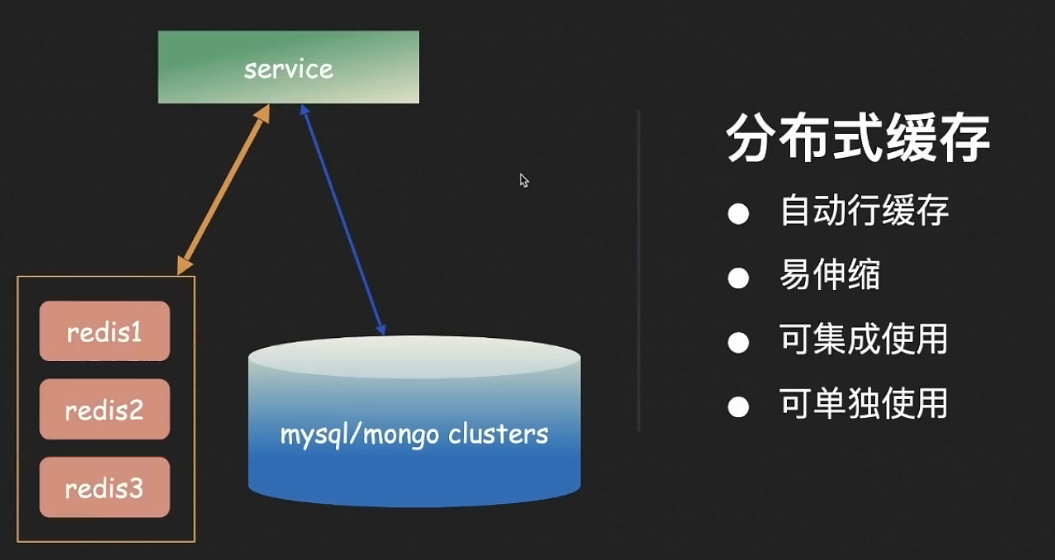 service
redis1
redis2
redis3
mysql/mongo clusters
分布式缓存
自动行缓存
易伸缩
可集成使用
可单独使用